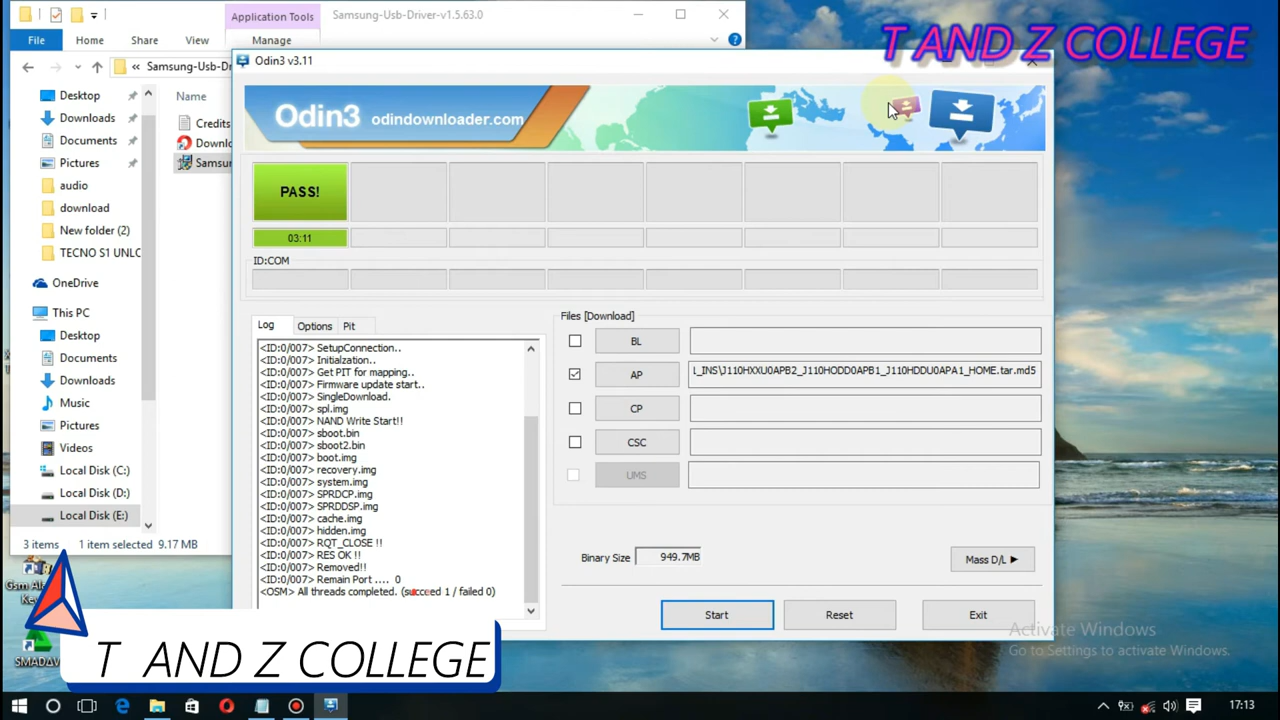 Application Tools
Samsung-Usb-Driver-v1.5.63.0
T AND Z COLLEGE
File
Home
Share
View
Manage
« Samsung-Usb-Dr
Odin3 v3.11
Desktop
Downloads
Documents
Pictures
audio
download
New folder (2)
TECNO S1 UNLC
OneDrive
This PC
Desktop
Documents
Downloads
Music
Pictures
Videos
Local Disk (C:)
Local Disk (D:)
Local Disk (E:)
Name
Credits
Downlo
Samsu
3 items
1 item selected 9.17 MB
Odin3 odindownloader.com
PASS!
03:11
ID:COM
Log
Options
Pit
<ID:0/007> SetupConnection..
<ID:0/007> Initialzation..
<ID:0/007> Get PIT for mapping..
<ID:0/007> Firmware update start..
<ID:0/007> SingleDownload.
<ID:0/007> spl.img
<ID:0/007> NAND Write Start!!
<ID:0/007> sboot.bin
<ID:0/007> sboot2.bin
<ID:0/007> boot.img
<ID:0/007> recovery.img
<ID:0/007> system.img
<ID:0/007> SPRDCP.img
<ID:0/007> SPRDDSP.img
<ID:0/007> cache.img
<ID:0/007> hidden.img
<ID:0/007> RQT_CLOSE !!
<ID:0/007> RES OK !!
<ID:0/007> Removed!!
<ID:0/007> Remain Port .... 0
<OSM> All threads completed. (succeed 1 / failed 0)
Files [Download]
BL
AP
L_INS\J110HXXU0APB2_J110HODD0APB1_J110HDDU0APA1_HOME.tar.md5
CP
CSC
UMS
Binary Size
949.7MB
Mass D/L ►
Start
Reset
Exit
Activate Windows
Go to Settings to activate Windows.
T AND Z COLLEGE
17:13